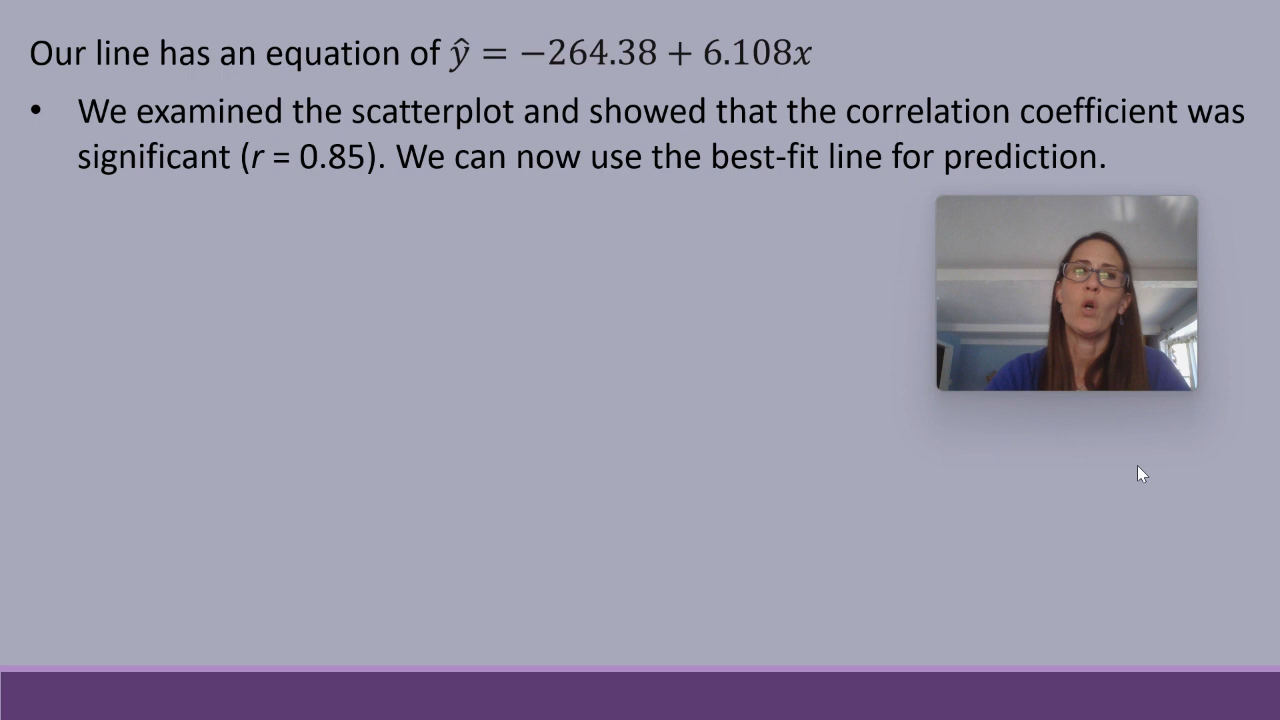 Our line has an equation of ŷ = −264.38 + 6.108x
• We examined the scatterplot and showed that the correlation coefficient was
significant (r = 0.85). We can now use the best-fit line for prediction.